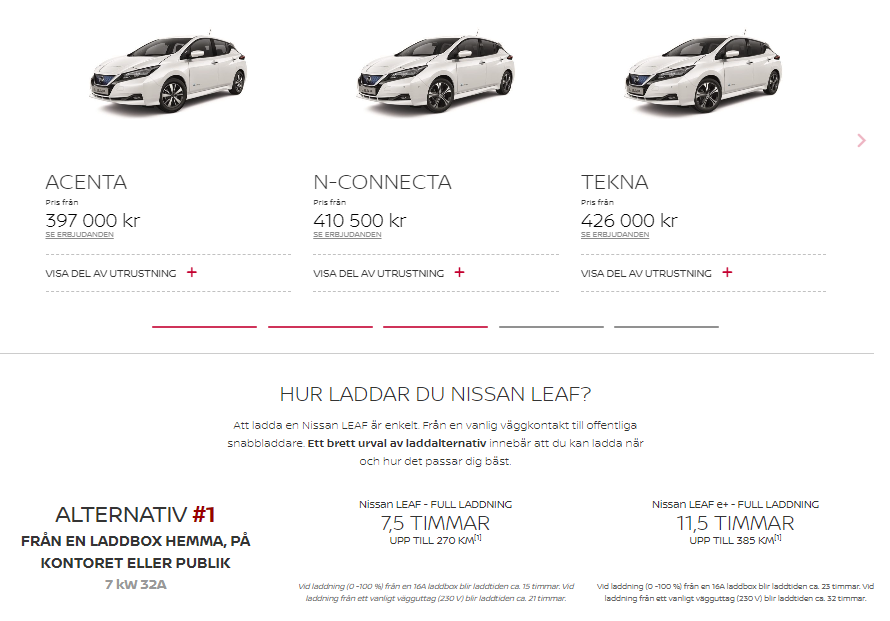 ACENTA
Pris från
397 000 kr
SE ERBJUDANDEN
VISA DEL AV UTRUSTNING +
N-CONNECTA
Pris från
410 500 kr
SE ERBJUDANDEN
VISA DEL AV UTRUSTNING +
TEKNA
Pris från
426 000 kr
SE ERBJUDANDEN
VISA DEL AV UTRUSTNING +
HUR LADDAR DU NISSAN LEAF?
Att ladda en Nissan LEAF är enkelt. Från en vanlig väggkontakt till offentliga
snabbladdare. Ett brett urval av laddalternativ innebär att du kan ladda när
och hur det passar dig bäst.
ALTERNATIV #1
FRÅN EN LADDBOX HEMMA, PÅ
KONTORET ELLER PUBLIK
7 kW 32A
Nissan LEAF - FULL LADDNING
7,5 TIMMAR
UPP TILL 270 KM[1]
Vid laddning (0 -100 %) från en 16A laddbox blir laddtiden ca. 15 timmar. Vid
laddning från ett vanligt vägguttag (230 V) blir laddtiden ca. 21 timmar.
Nissan LEAF e+ - FULL LADDNING
11,5 TIMMAR
UPP TILL 385 KM[1]
Vid laddning (0 -100 %) från en 16A laddbox blir laddtiden ca. 23 timmar. Vid
laddning från ett vanligt vägguttag (230 V) blir laddtiden ca. 32 timmar.